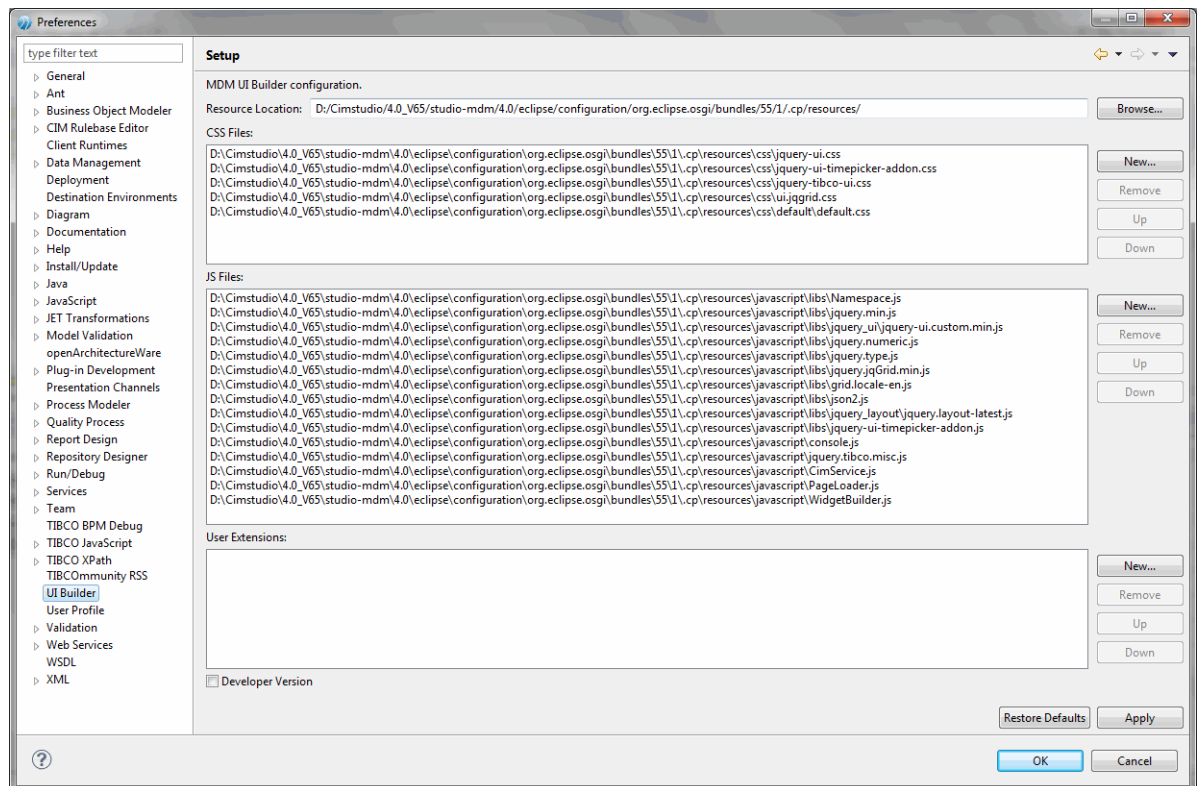 Preferences
type filter text
General
Ant
Business Object Modeler
CIM Rulebase Editor
Client Runtimes
Data Management
Deployment
Destination Environments
Diagram
Documentation
Help
Install/Update
Java
JavaScript
JET Transformations
Model Validation
openArchitectureWare
Plug-in Development
Presentation Channels
Process Modeler
Quality Process
Report Design
Repository Designer
Run/Debug
Services
Team
TIBCO BPM Debug
TIBCO JavaScript
TIBCO XPath
TIBCOmmunity RSS
UI Builder
User Profile
Validation
Web Services
WSDL
XML
Setup
MDM UI Builder configuration.
Resource Location: D:/Cimstudio/4.0_V65/studio-mdm/4.0/eclipse/configuration/org.eclipse.osgi/bundles/55/1/.cp/resources/ Browse...
CSS Files:
D:\Cimstudio\4.0_V65\studio-mdm\4.0\eclipse\configuration\org.eclipse.osgi\bundles\55\1\.cp\resources\css\jquery-ui.css
D:\Cimstudio\4.0_V65\studio-mdm\4.0\eclipse\configuration\org.eclipse.osgi\bundles\55\1\.cp\resources\css\jquery-ui-timepicker-addon.css
D:\Cimstudio\4.0_V65\studio-mdm\4.0\eclipse\configuration\org.eclipse.osgi\bundles\55\1\.cp\resources\css\jquery-tibco-ui.css
D:\Cimstudio\4.0_V65\studio-mdm\4.0\eclipse\configuration\org.eclipse.osgi\bundles\55\1\.cp\resources\css\ui.jqgrid.css
D:\Cimstudio\4.0_V65\studio-mdm\4.0\eclipse\configuration\org.eclipse.osgi\bundles\55\1\.cp\resources\css\default\default.css
New...
Remove
Up
Down
JS Files:
D:\Cimstudio\4.0_V65\studio-mdm\4.0\eclipse\configuration\org.eclipse.osgi\bundles\55\1\.cp\resources\javascript\libs\Namespace.js
D:\Cimstudio\4.0_V65\studio-mdm\4.0\eclipse\configuration\org.eclipse.osgi\bundles\55\1\.cp\resources\javascript\libs\jquery.min.js
D:\Cimstudio\4.0_V65\studio-mdm\4.0\eclipse\configuration\org.eclipse.osgi\bundles\55\1\.cp\resources\javascript\libs\jquery_ui\jquery-ui.custom.min.js
D:\Cimstudio\4.0_V65\studio-mdm\4.0\eclipse\configuration\org.eclipse.osgi\bundles\55\1\.cp\resources\javascript\libs\jquery.numeric.js
D:\Cimstudio\4.0_V65\studio-mdm\4.0\eclipse\configuration\org.eclipse.osgi\bundles\55\1\.cp\resources\javascript\libs\jquery.type.js
D:\Cimstudio\4.0_V65\studio-mdm\4.0\eclipse\configuration\org.eclipse.osgi\bundles\55\1\.cp\resources\javascript\libs\jquery.jqGrid.min.js
D:\Cimstudio\4.0_V65\studio-mdm\4.0\eclipse\configuration\org.eclipse.osgi\bundles\55\1\.cp\resources\javascript\libs\grid.locale-en.js
D:\Cimstudio\4.0_V65\studio-mdm\4.0\eclipse\configuration\org.eclipse.osgi\bundles\55\1\.cp\resources\javascript\libs\json2.js
D:\Cimstudio\4.0_V65\studio-mdm\4.0\eclipse\configuration\org.eclipse.osgi\bundles\55\1\.cp\resources\javascript\libs\jquery_layout\jquery.layout-latest.js
D:\Cimstudio\4.0_V65\studio-mdm\4.0\eclipse\configuration\org.eclipse.osgi\bundles\55\1\.cp\resources\javascript\libs\jquery-ui-timepicker-addon.js
D:\Cimstudio\4.0_V65\studio-mdm\4.0\eclipse\configuration\org.eclipse.osgi\bundles\55\1\.cp\resources\javascript\console.js
D:\Cimstudio\4.0_V65\studio-mdm\4.0\eclipse\configuration\org.eclipse.osgi\bundles\55\1\.cp\resources\javascript\jquery.tibco.misc.js
D:\Cimstudio\4.0_V65\studio-mdm\4.0\eclipse\configuration\org.eclipse.osgi\bundles\55\1\.cp\resources\javascript\CimService.js
D:\Cimstudio\4.0_V65\studio-mdm\4.0\eclipse\configuration\org.eclipse.osgi\bundles\55\1\.cp\resources\javascript\PageLoader.js
D:\Cimstudio\4.0_V65\studio-mdm\4.0\eclipse\configuration\org.eclipse.osgi\bundles\55\1\.cp\resources\javascript\WidgetBuilder.js
New...
Remove
Up
Down
User Extensions:
New...
Remove
Up
Down
Developer Version
Restore Defaults Apply
OK Cancel